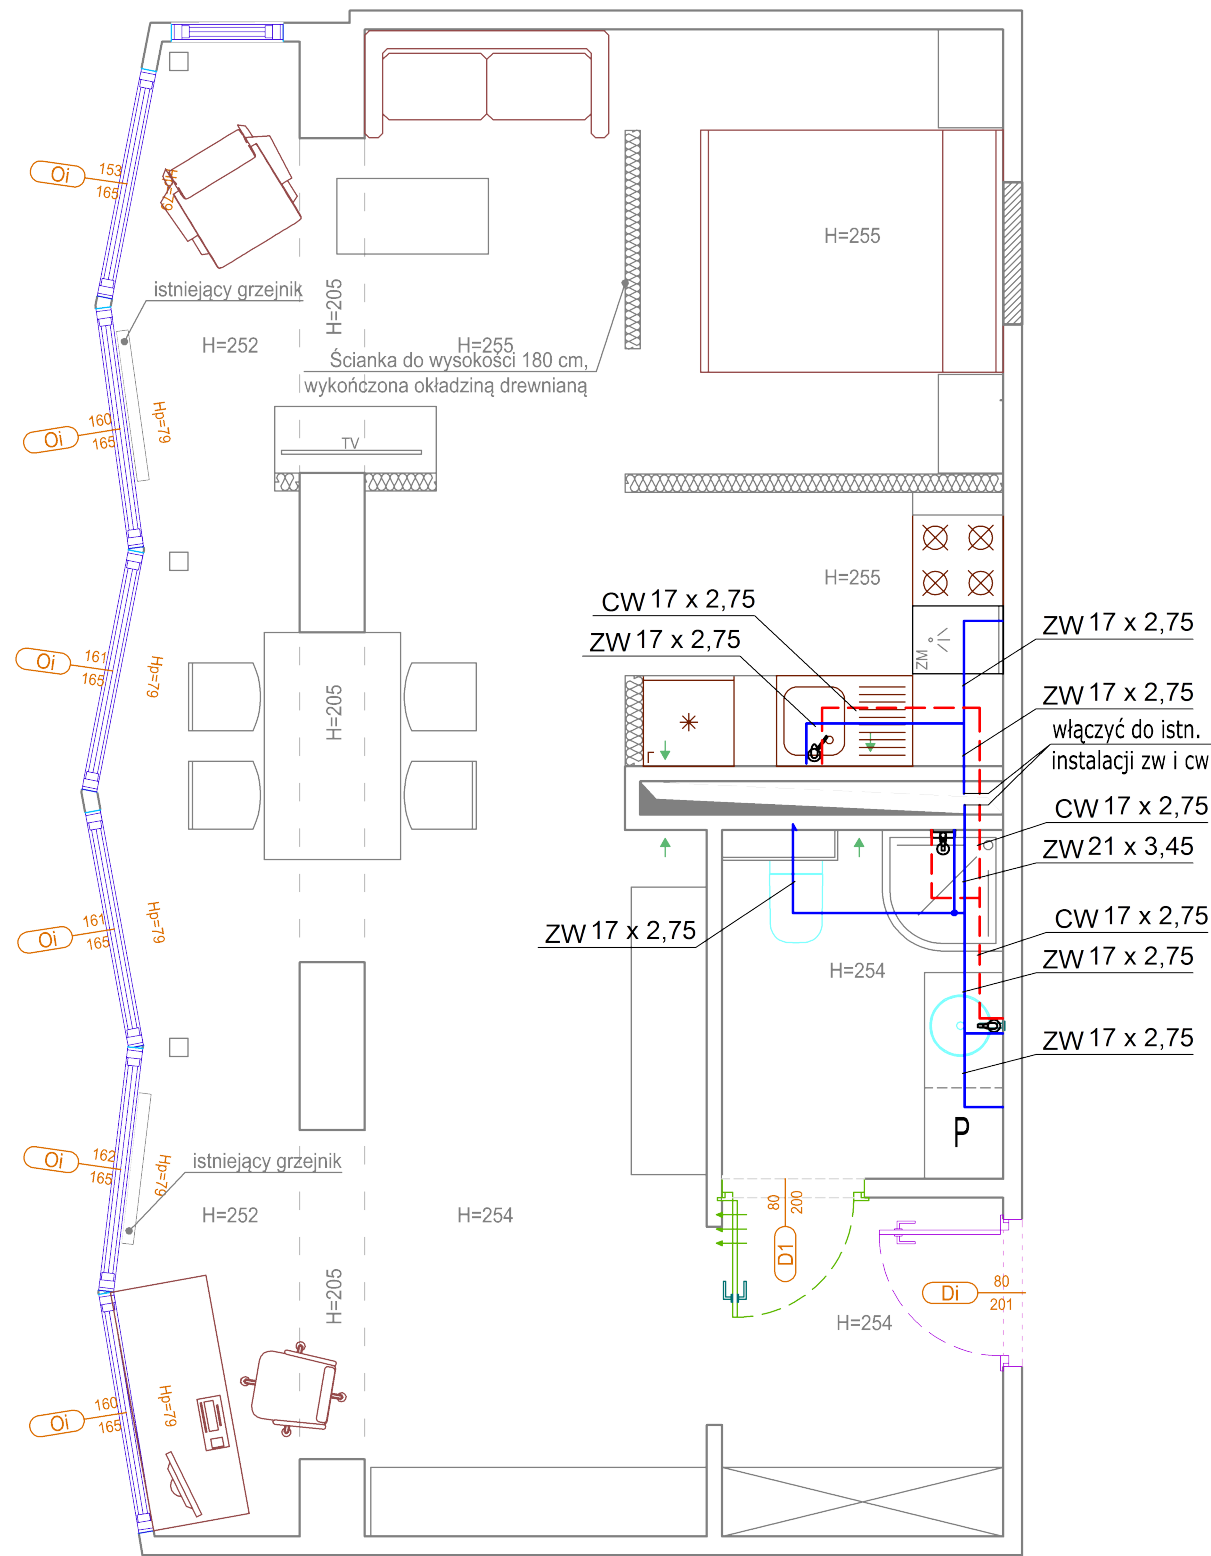 Oi
153
165
Hp=79
H=255
istniejący grzejnik
H=205
H=252
H=255
Ścianka do wysokości 180 cm,
wykończona okładziną drewnianą
Oi
160
165
Hp=79
TV
H=255
CW 17 x 2,75
ZW 17 x 2,75
ZM
ZW 17 x 2,75
Oi
161
165
Hp=79
H=205
ZW 17 x 2,75
włączyć do istn.
instalacji zw i cw
CW 17 x 2,75
ZW 21 x 3,45
Oi
161
165
Hp=79
ZW 17 x 2,75
CW 17 x 2,75
ZW 17 x 2,75
H=254
ZW 17 x 2,75
P
Oi
162
165
Hp=79
istniejący grzejnik
H=252
H=254
80
200
D1
H=205
Di
80
201
H=254
Oi
160
165
Hp=79